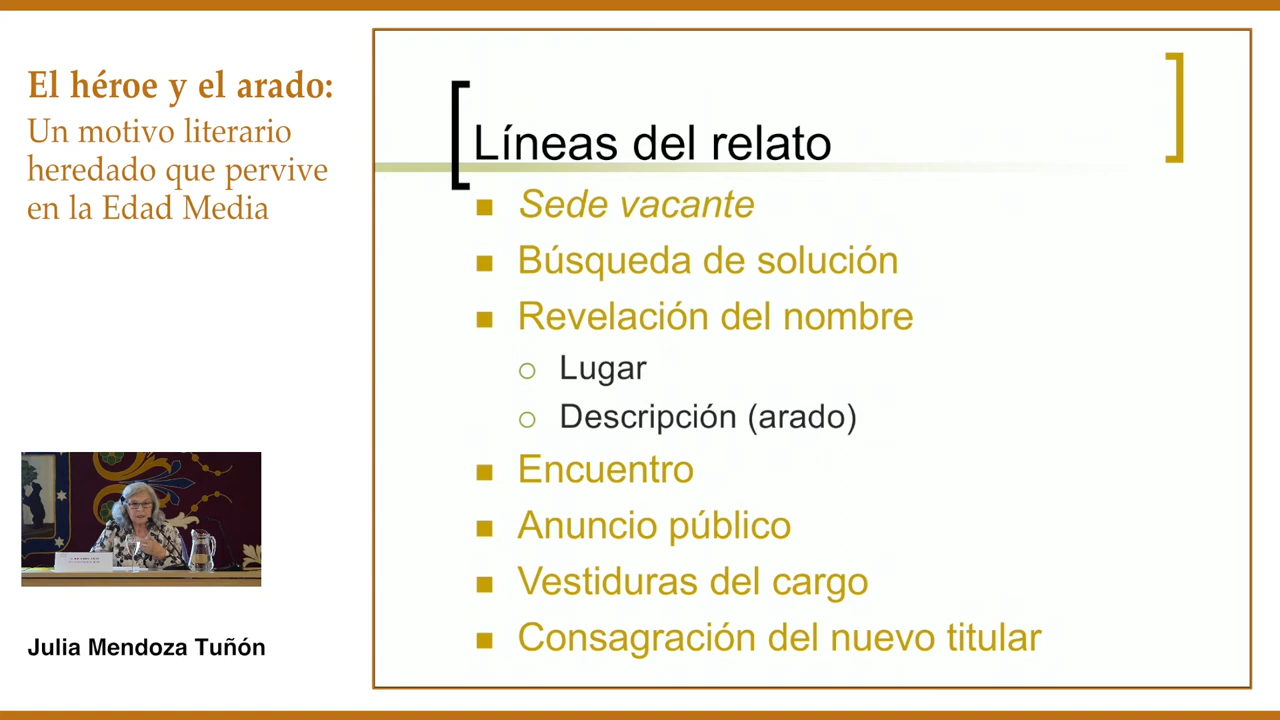 El héroe y el arado:
Un motivo literario
heredado que pervive
en la Edad Media
Julia Mendoza Tuñón
Líneas del relato
Sede vacante
Búsqueda de solución
Revelación del nombre
Lugar
Descripción (arado)
Encuentro
Anuncio público
Vestiduras del cargo
Consagración del nuevo titular